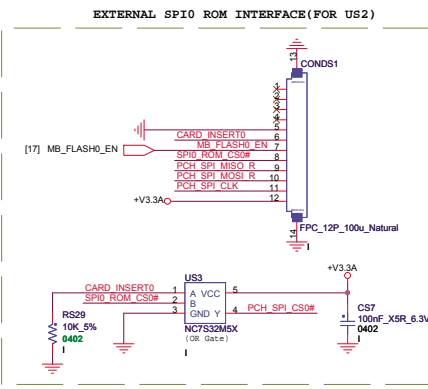 EXTERNAL SPI0 ROM INTERFACE(FOR US2)
13
CONDS1
1
2
3
4
5
CARD_INSERT0 6
[17] MB_FLASH0_EN MB_FLASH0_EN 7
SPI0_ROM_CS0# 8
PCH_SPI_MISO_R 9
PCH_SPI_MOSI_R 10
PCH_SPI_CLK 11
+V3.3A 12
14
FPC_12P_100u_Natural
I
+V3.3A
US3
CARD_INSERT0 1 A VCC 5
SPI0_ROM_CS0# 2 B
3 GND Y 4 PCH_SPI_CS0#
NC7S32M5X
(OR Gate)
I
RS29
10K_5%
0402
I
CS7
100nF_X5R_6.3V
0402
I